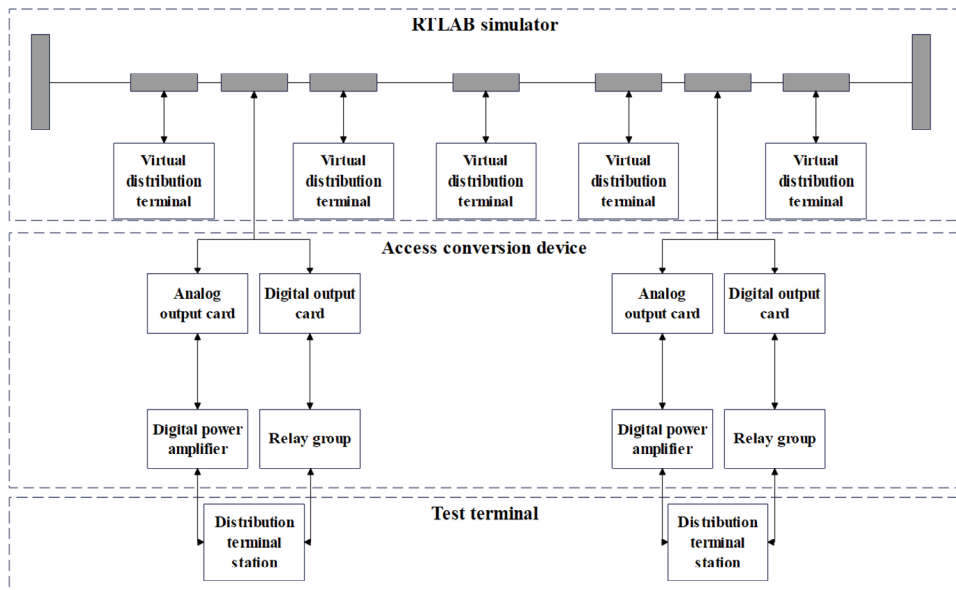 RTLAB simulator
Virtual
distribution
terminal
Virtual
distribution
terminal
Virtual
distribution
terminal
Virtual
distribution
terminal
Virtual
distribution
terminal
Access conversion device
Analog
output card
Digital output
card
Analog
output card
Digital output
card
Digital power
amplifier
Relay group
Digital power
amplifier
Relay group
Test terminal
Distribution
terminal
station
Distribution
terminal
station